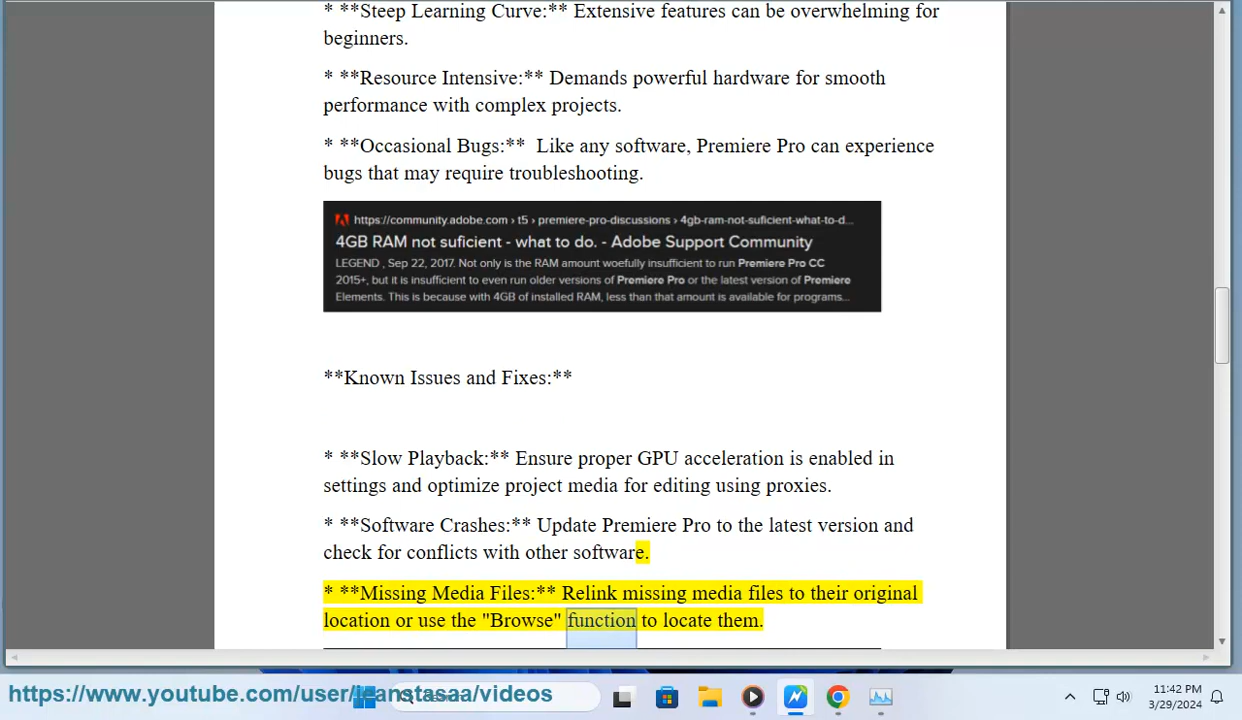 * **Steep Learning Curve:** Extensive features can be overwhelming for
beginners.
* **Resource Intensive:** Demands powerful hardware for smooth
performance with complex projects.
* **Occasional Bugs:**  Like any software, Premiere Pro can experience
bugs that may require troubleshooting.
https://community.adobe.com › t5 › premiere-pro-discussions › 4gb-ram-not-suficient-what-to-d...
4GB RAM not suficient - what to do. - Adobe Support Community
LEGEND , Sep 22, 2017. Not only is the RAM amount woefully insufficient to run Premiere Pro CC
2015+, but it is insufficient to even run older versions of Premiere Pro or the latest version of Premiere
Elements. This is because with 4GB of installed RAM, less than that amount is available for programs...
**Known Issues and Fixes:**
* **Slow Playback:** Ensure proper GPU acceleration is enabled in
settings and optimize project media for editing using proxies.
* **Software Crashes:** Update Premiere Pro to the latest version and
check for conflicts with other software.
* **Missing Media Files:** Relink missing media files to their original
location or use the "Browse" function to locate them.
https://www.youtube.com/user/jeanstasaa/videos
11:42 PM
3/29/2024